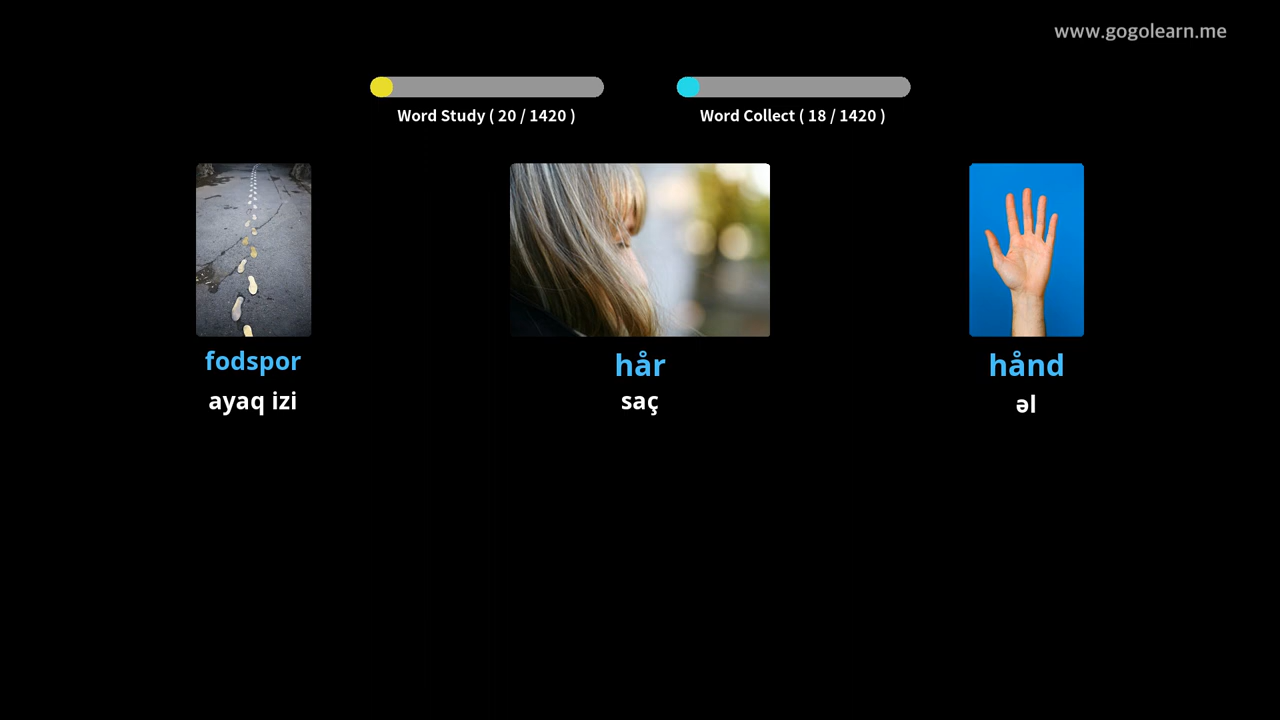 www.gogolearn.me
Word Study ( 20 / 1420 )
Word Collect ( 18 / 1420 )
fodspor
hår
hånd
ayaq izi
saç
əl